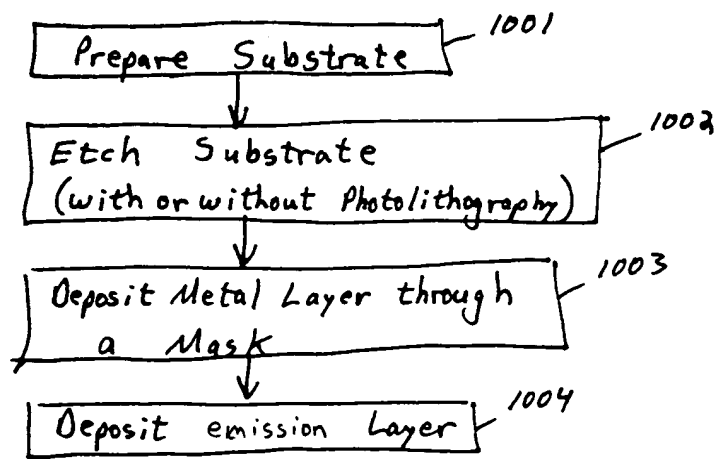 1001
Prepare Substrate
1002
Etch Substrate
(with or without Photolithography)
1003
Deposit Metal Layer through
a Mask
1004
Deposit emission Layer